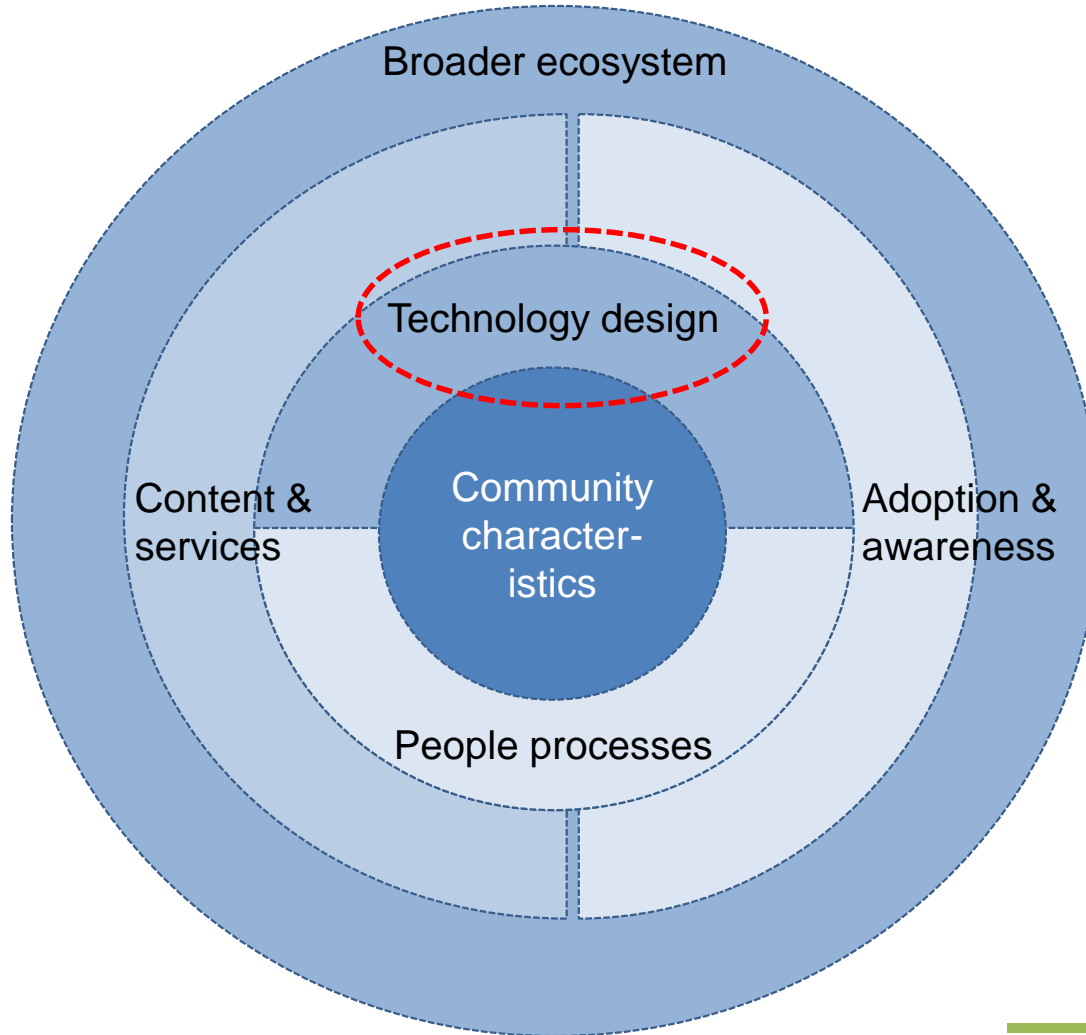 Broader ecosystem
Technology design
Content &
services
Community
character-
istics
Adoption &
awareness
People processes